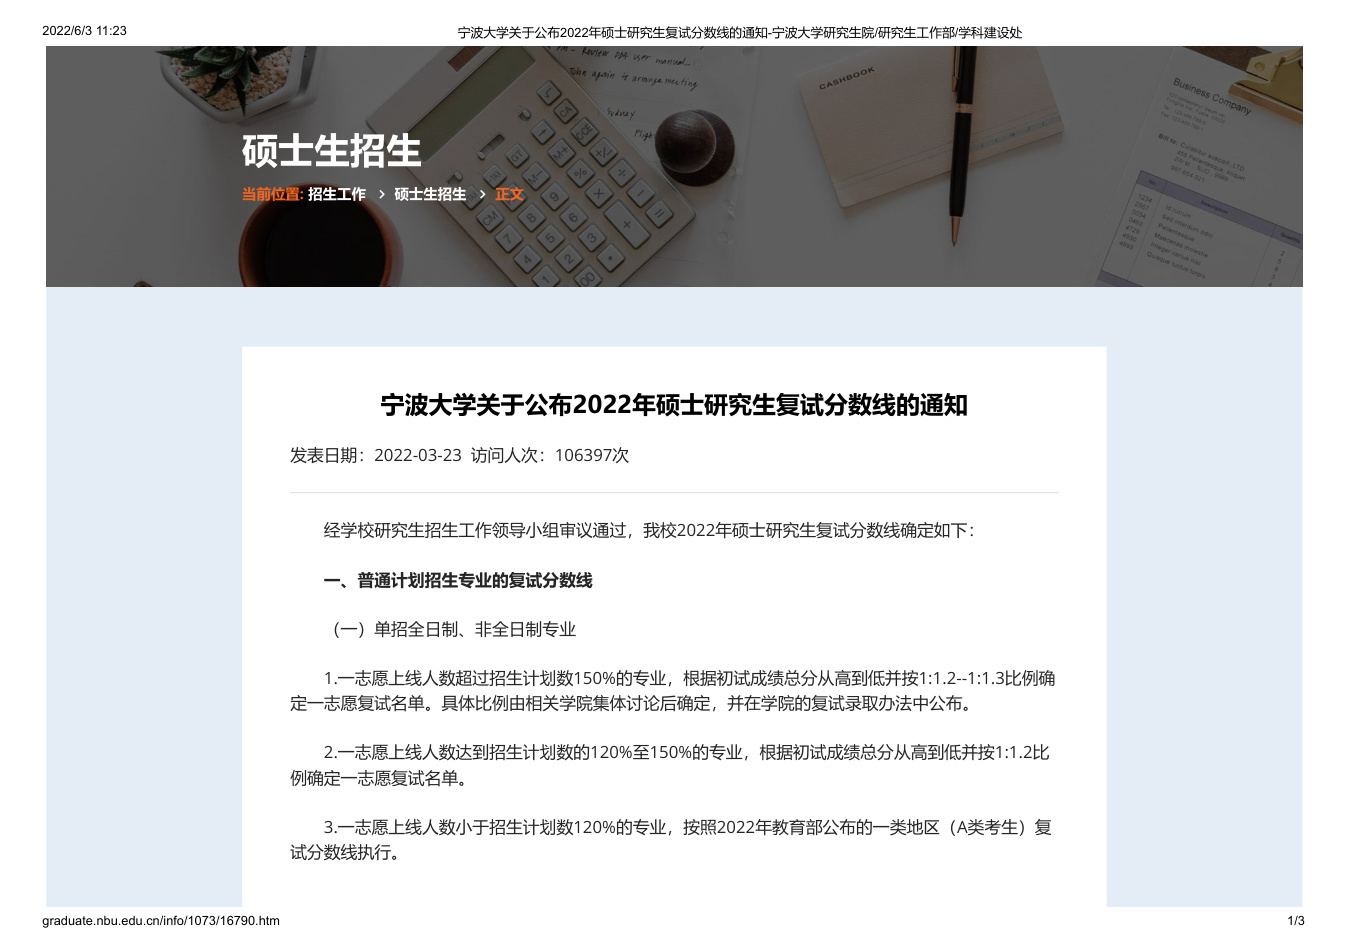 2022/6/3 11:23
宁波大学关于公布2022年硕士研究生复试分数线的通知-宁波大学研究生院/研究生工作部/学科建设处
Review
user manual
John again is arrange meeting
Sydney
CASHBOOK
Business Company
硕士生招生
当前位置: 招生工作 > 硕士生招生 > 正文
宁波大学关于公布2022年硕士研究生复试分数线的通知
发表日期：2022-03-23 访问人次：106397次
经学校研究生招生工作领导小组审议通过，我校2022年硕士研究生复试分数线确定如下：
一、普通计划招生专业的复试分数线
（一）单招全日制、非全日制专业
1.一志愿上线人数超过招生计划数150%的专业，根据初试成绩总分从高到低并按1:1.2--1:1.3比例确
定一志愿复试名单。具体比例由相关学院集体讨论后确定，并在学院的复试录取办法中公布。
2.一志愿上线人数达到招生计划数的120%至150%的专业，根据初试成绩总分从高到低并按1:1.2比
例确定一志愿复试名单。
3.一志愿上线人数小于招生计划数120%的专业，按照2022年教育部公布的一类地区（A类考生）复
试分数线执行。
graduate.nbu.edu.cn/info/1073/16790.htm
1/3